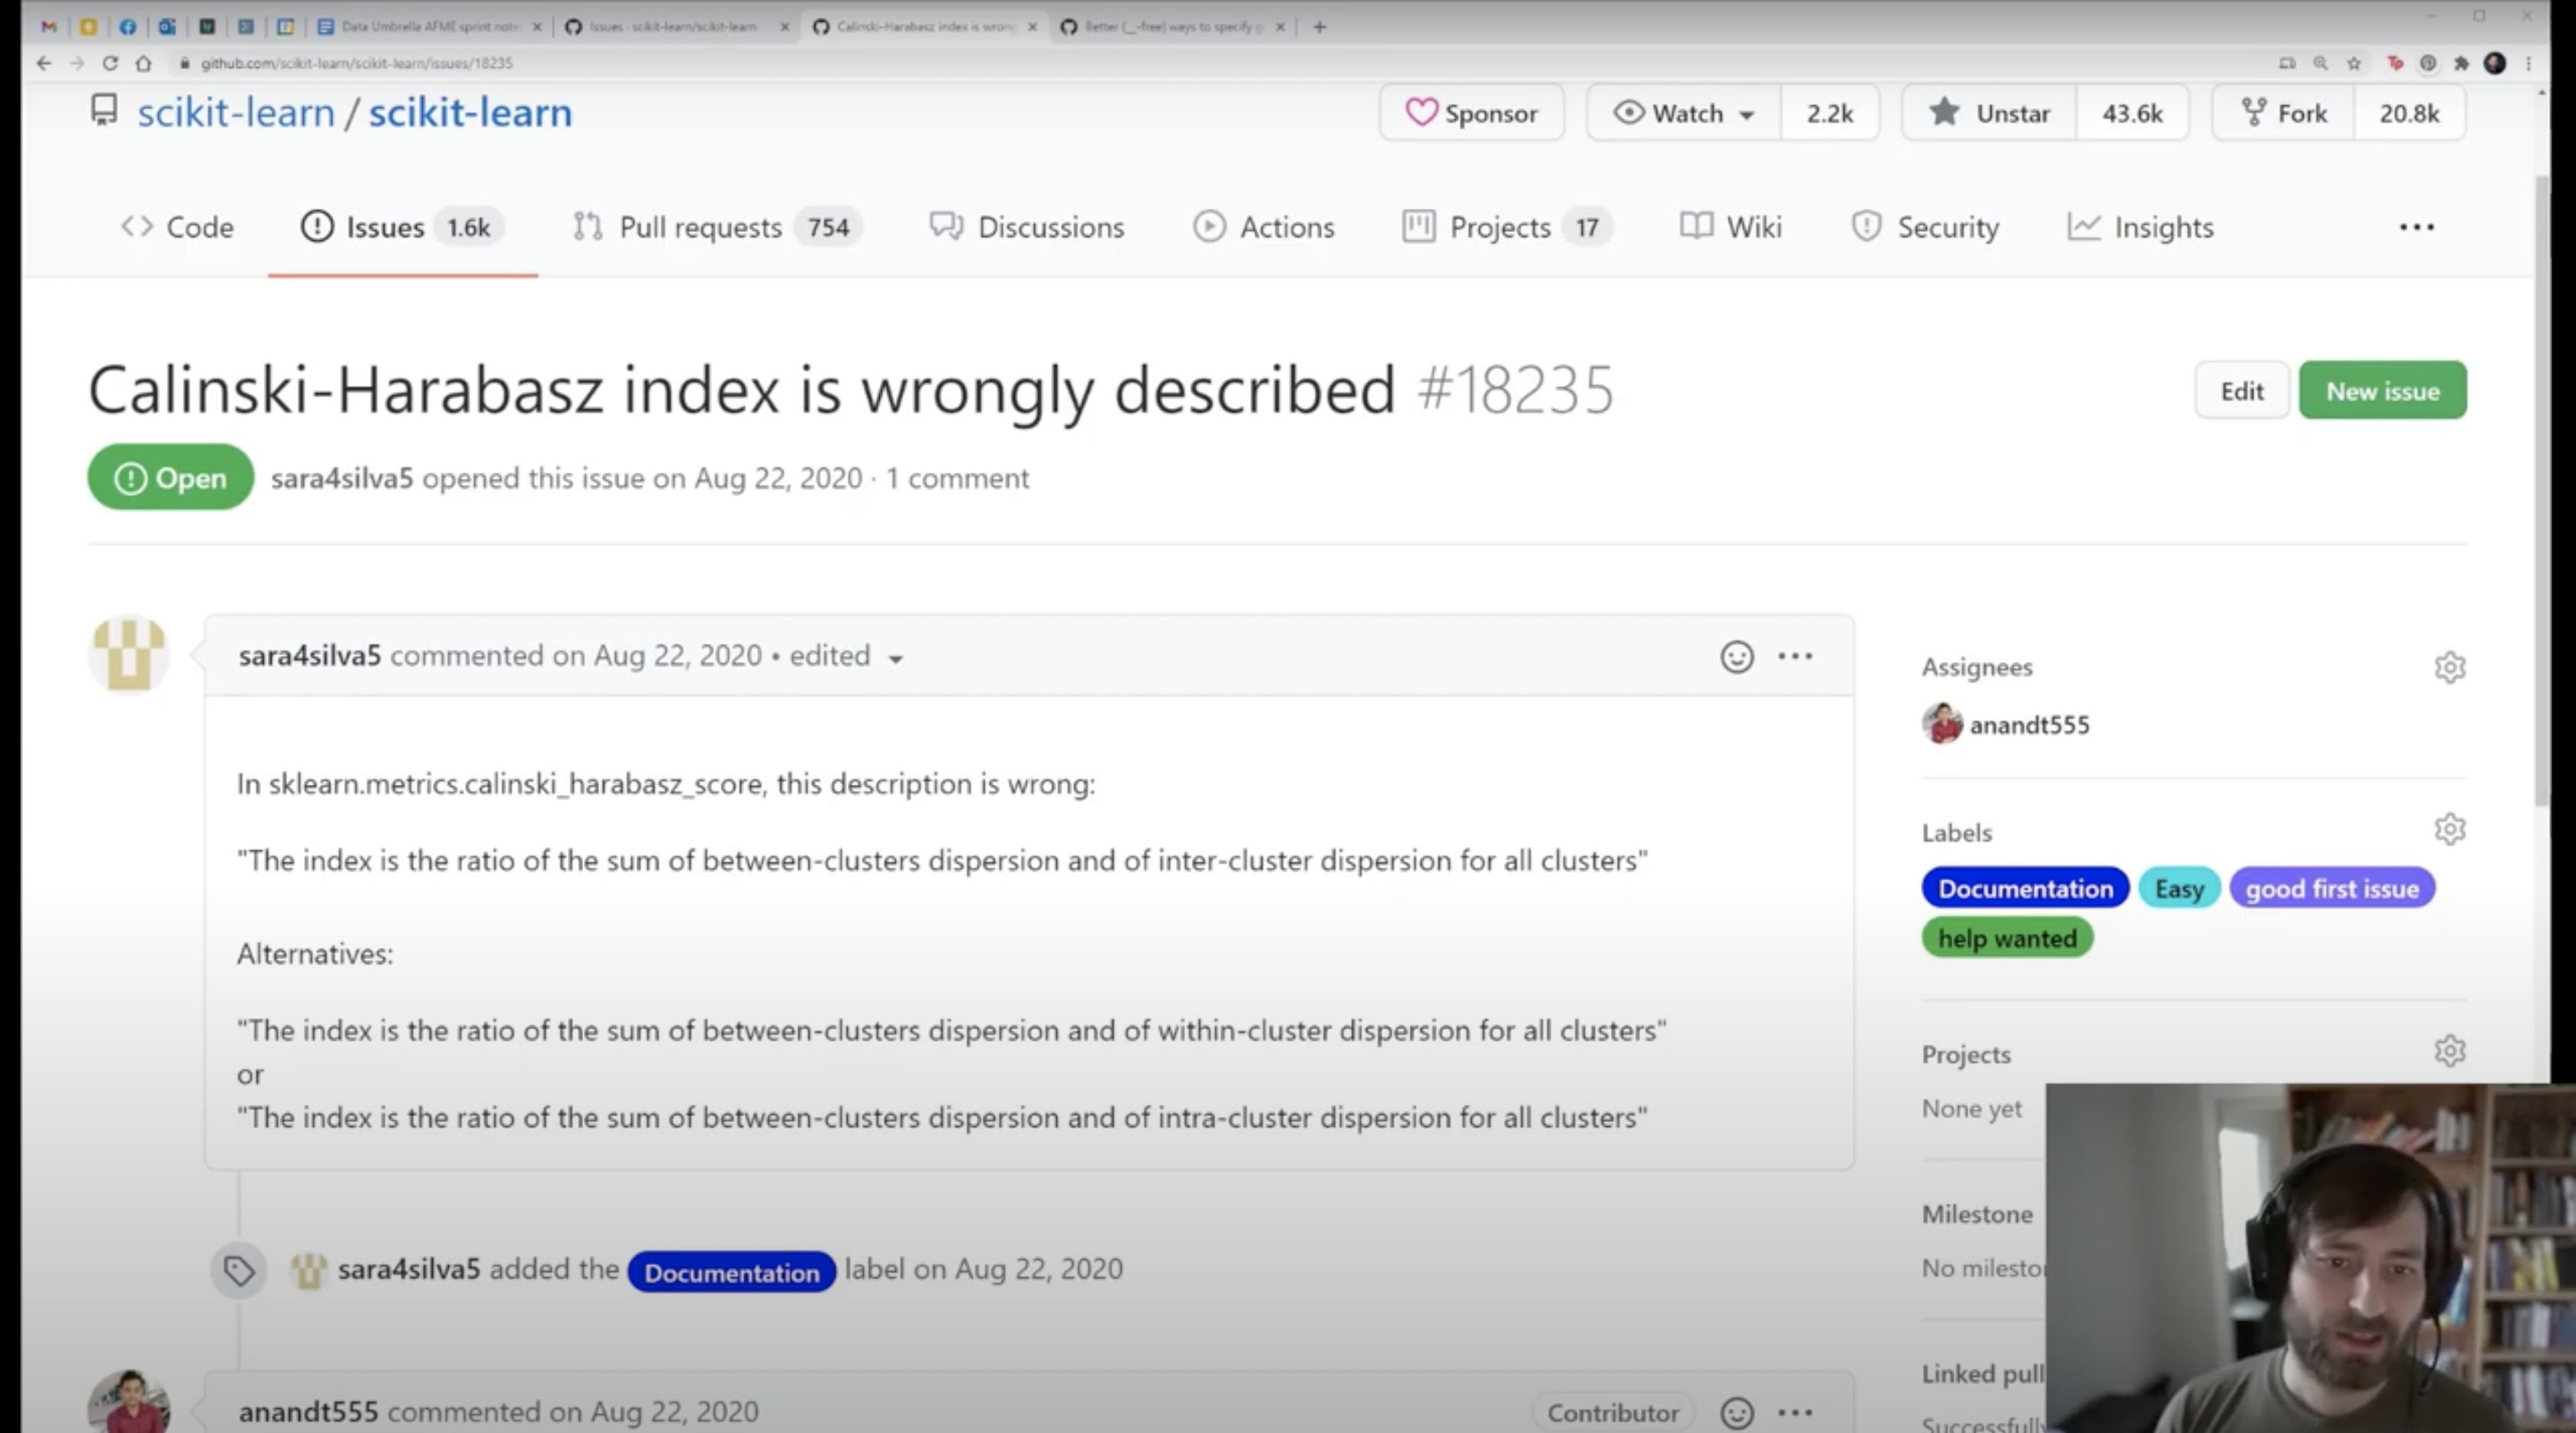 Data Umbrella AFME sprint note
Issues · scikit-learn/scikit-learn
Calinski-Harabasz index is wrong
Better (__-free) ways to specify g
github.com/scikit-learn/scikit-learn/issues/18235
scikit-learn / scikit-learn
Sponsor
Watch 2.2k
Unstar 43.6k
Fork 20.8k
Code
Issues 1.6k
Pull requests 754
Discussions
Actions
Projects 17
Wiki
Security
Insights
Calinski-Harabasz index is wrongly described #18235
Edit
New issue
Open
sara4silva5 opened this issue on Aug 22, 2020 · 1 comment
sara4silva5 commented on Aug 22, 2020 • edited
In sklearn.metrics.calinski_harabasz_score, this description is wrong:
"The index is the ratio of the sum of between-clusters dispersion and of inter-cluster dispersion for all clusters"
Alternatives:
"The index is the ratio of the sum of between-clusters dispersion and of within-cluster dispersion for all clusters"
or
"The index is the ratio of the sum of between-clusters dispersion and of intra-cluster dispersion for all clusters"
sara4silva5 added the Documentation label on Aug 22, 2020
anandt555 commented on Aug 22, 2020
Contributor
Assignees
anandt555
Labels
Documentation Easy good first issue
help wanted
Projects
None yet
Milestone
No milesto
Linked pull
Successfully